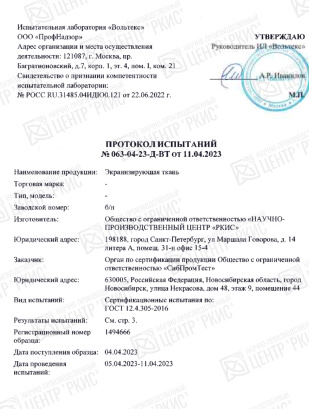 Испытательная лаборатория «Вольтекс»
ООО «ПрофНадзор»
Адрес организации и места осуществления
деятельности: 121087, г. Москва, пр.
Багратионовский, д.7, корп. 1, эт. 4, пом. I, ком. 21
Свидетельство о признании компетентности
испытательной лаборатории:
№ РОСС RU.31485.04ИДЮ0.121 от 22.06.2022 г.
УТВЕРЖДАЮ
Руководитель ИЛ «Вольтекс»
М.П.
ПРОТОКОЛ ИСПЫТАНИЙ
№ 063-04-23-Д-ВТ от 11.04.2023
Наименование продукции: Экранизирующая ткань
Торговая марка: -
Тип, модель: -
Заводской номер: б/н
Изготовитель: Общество с ограниченной ответственностью «НАУЧНО-
ПРОИЗВОДСТВЕННЫЙ ЦЕНТР «РКИС»
Юридический адрес: 198188, город Санкт-Петербург, ул Маршала Говорова, д. 14
литера А, помещ. 31-н офис 15-4
Заказчик: Орган по сертификации продукции Общество с ограниченной
ответственностью «СибПромТест»
Юридический адрес: 630005, Российская Федерация, Новосибирская область, город
Новосибирск, улица Некрасова, дом 48, этаж 9, помещение 44
Вид испытаний: Сертификационные испытания по:
ГОСТ 12.4.305-2016
Результаты испытаний: См. стр. 3.
Регистрационный номер
образца: 1494666
Дата поступления образца: 04.04.2023
Дата проведения
испытаний: 05.04.2023-11.04.2023
ЦЕНТР "РКИС"